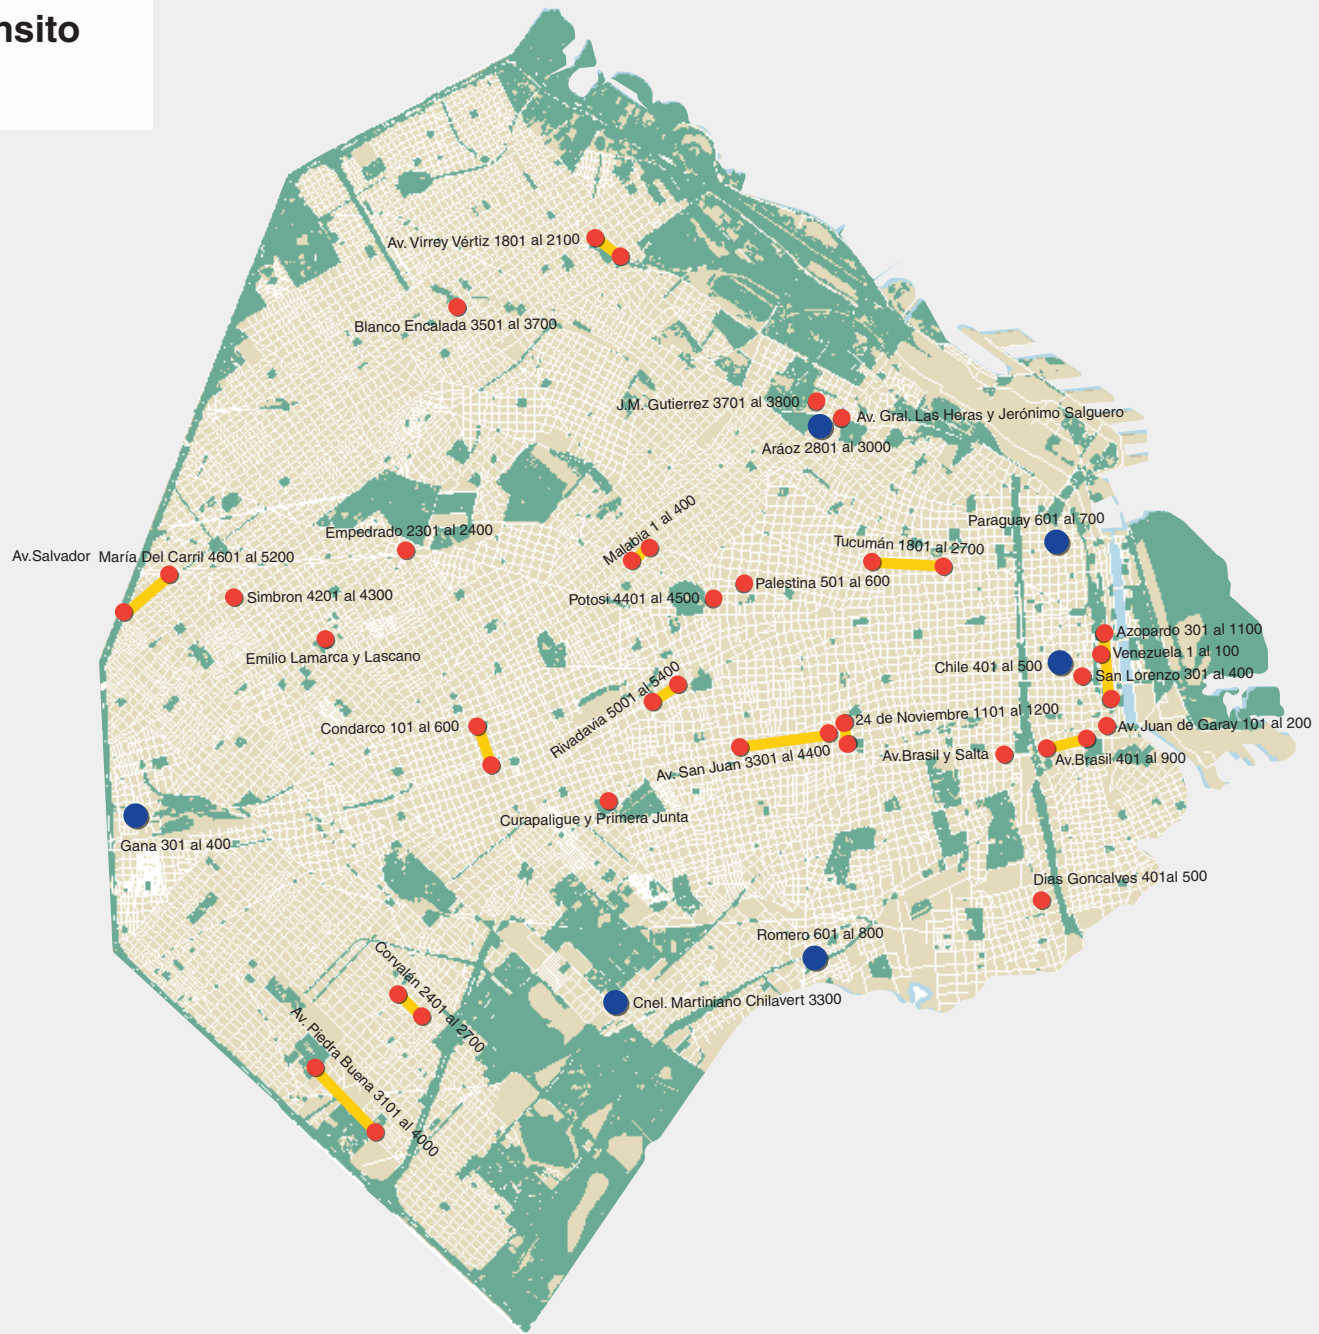 nsito
Av. Virrey Vértiz 1801 al 2100
Blanco Encalada 3501 al 3700
J.M. Gutierrez 3701 al 3800
Av. Gral. Las Heras y Jerónimo Salguero
Aráoz 2801 al 3000
Malabia 1 al 400
Paraguay 601 al 700
Empedrado 2301 al 2400
Tucumán 1801 al 2700
Av.Salvador María Del Carril 4601 al 5200
Palestina 501 al 600
Simbron 4201 al 4300
Potosi 4401 al 4500
Azopardo 301 al 1100
Venezuela 1 al 100
Emilio Lamarca y Lascano
Chile 401 al 500
San Lorenzo 301 al 400
Rivadavia 5001 al 5400
24 de Noviembre 1101 al 1200
Condarco 101 al 600
Av. Juan de Garay 101 al 200
Av. San Juan 3301 al 4400
Av.Brasil y Salta
Av.Brasil 401 al 900
Curapaligue y Primera Junta
Gana 301 al 400
Dias Goncalves 401al 500
Romero 601 al 800
Corvalán 2401 al 2700
Cnel. Martiniano Chilavert 3300
Av. Piedra Buena 3101 al 4000